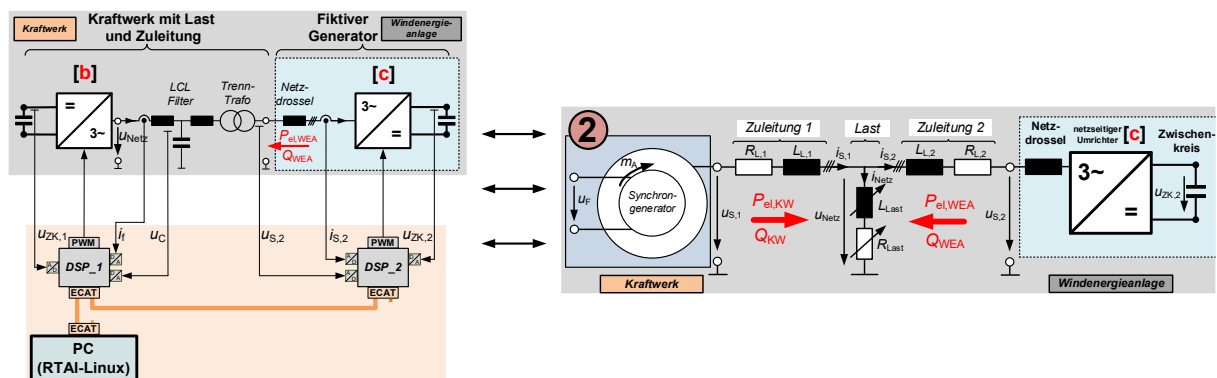 Kraftwerk
Kraftwerk mit Last
und Zuleitung
Fiktiver
Generator
Windenergie-
anlage
[b]
=
3~
LCL
Filter
Trenn-
Trafo
Netz-
drossel
[c]
3~
=
uNetz
Pel,WEA
QWEA
uZK,1
if
uC
uS,2
iS,2
uZK,2
PWM
DSP_1
A
D
A
D
A
D
ECAT
PWM
DSP_2
A
D
A
D
A
D
ECAT
ECAT
PC
(RTAI-Linux)
2
Zuleitung 1
Last
Zuleitung 2
RL,1
LL,1
iS,1
iS,2
LL,2
RL,2
iNetz
mA
uF
Synchron-
generator
uS,1
Pel,KW
QKW
uNetz
LLast
RLast
Pel,WEA
QWEA
uS,2
Netz-
drossel
netzseitiger
Umrichter
[c]
Zwischen-
kreis
3~
=
uZK,2
Kraftwerk
Windenergieanlage